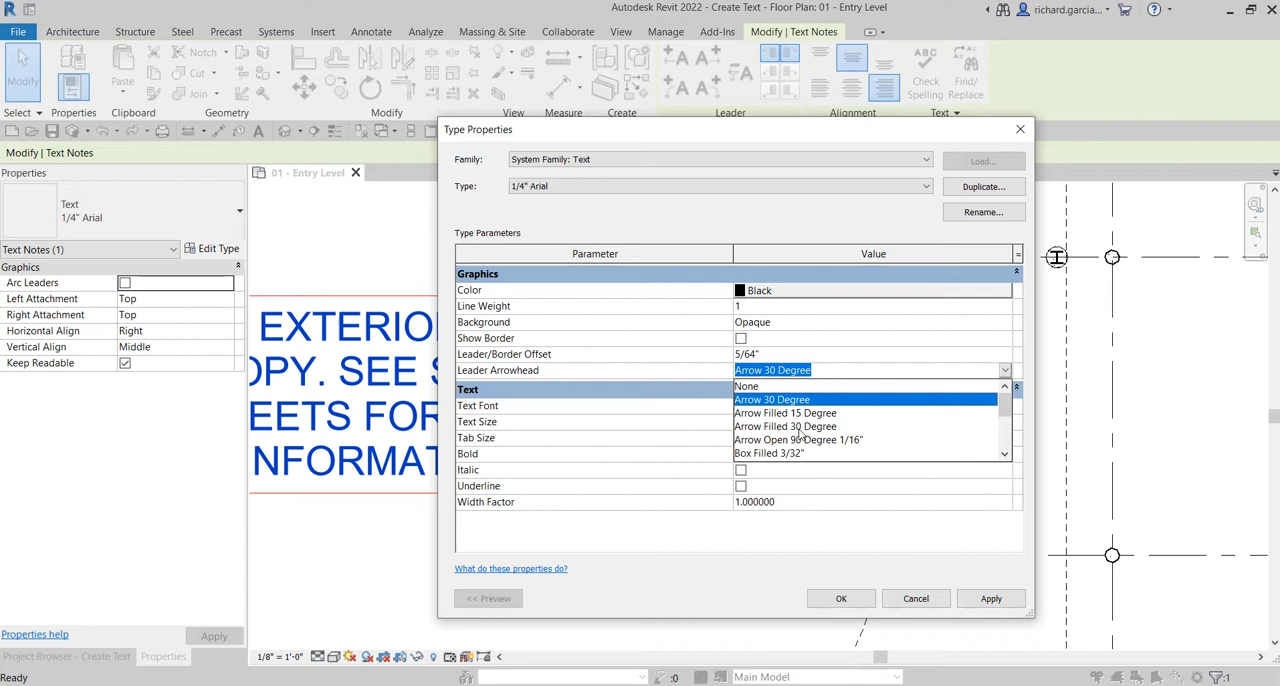 Autodesk Revit 2022 - Create Text - Floor Plan: 01 - Entry Level
richard.garcia...
File Architecture Structure Steel Precast Systems Insert Annotate Analyze Massing & Site Collaborate View Manage Add-Ins Modify | Text Notes
Modify
Paste
Notch
Cut
Join
Check Spelling
Find/ Replace
Select Properties Clipboard Geometry Modify View Measure Create Leader Alignment Text
Modify | Text Notes
Properties
01 - Entry Level
Text
1/4" Arial
Text Notes (1)
Edit Type
Graphics
Arc Leaders
Left Attachment Top
Right Attachment Top
Horizontal Align Right
Vertical Align Middle
Keep Readable
Properties help
Apply
Project Browser - Create Text Properties
Ready
EXTERIO
OPY. SEE S
EETS FOR
NFORMAT
Type Properties
Family: System Family: Text Load...
Type: 1/4" Arial Duplicate...
Rename...
Type Parameters
Parameter Value =
Graphics
Color Black
Line Weight 1
Background Opaque
Show Border
Leader/Border Offset 5/64"
Leader Arrowhead Arrow 30 Degree
None
Arrow 30 Degree
Arrow Filled 15 Degree
Arrow Filled 30 Degree
Arrow Open 90 Degree 1/16"
Box Filled 3/32"
Text
Text Font
Text Size
Tab Size
Bold
Italic
Underline
Width Factor 1.000000
What do these properties do?
<< Preview OK Cancel Apply
1/8" = 1'-0"
:0
Main Model
:1